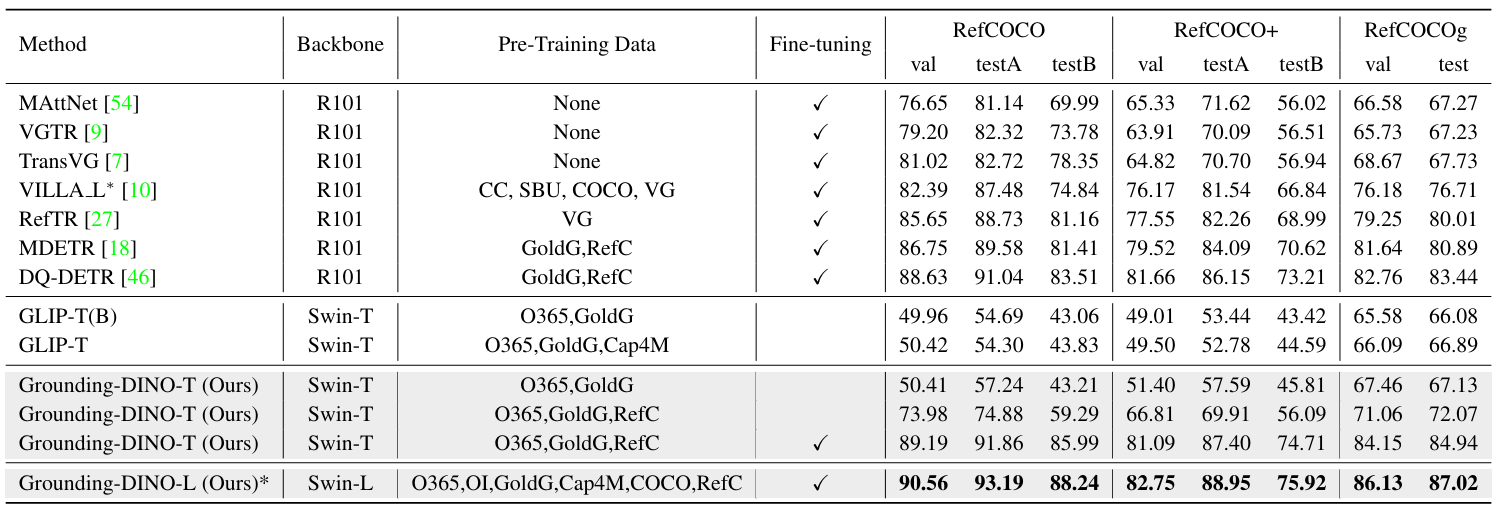 Method Backbone Pre-Training Data Fine-tuning RefCOCO RefCOCO+ RefCOCOg
val testA testB val testA testB val test
MAttNet [54] R101 None ✓ 76.65 81.14 69.99 65.33 71.62 56.02 66.58 67.27
VGTR [9] R101 None ✓ 79.20 82.32 73.78 63.91 70.09 56.51 65.73 67.23
TransVG [7] R101 None ✓ 81.02 82.72 78.35 64.82 70.70 56.94 68.67 67.73
VILLA_L* [10] R101 CC, SBU, COCO, VG ✓ 82.39 87.48 74.84 76.17 81.54 66.84 76.18 76.71
RefTR [27] R101 VG ✓ 85.65 88.73 81.16 77.55 82.26 68.99 79.25 80.01
MDETR [18] R101 GoldG,RefC ✓ 86.75 89.58 81.41 79.52 84.09 70.62 81.64 80.89
DQ-DETR [46] R101 GoldG,RefC ✓ 88.63 91.04 83.51 81.66 86.15 73.21 82.76 83.44
GLIP-T(B) Swin-T O365,GoldG 49.96 54.69 43.06 49.01 53.44 43.42 65.58 66.08
GLIP-T Swin-T O365,GoldG,Cap4M 50.42 54.30 43.83 49.50 52.78 44.59 66.09 66.89
Grounding-DINO-T (Ours) Swin-T O365,GoldG 50.41 57.24 43.21 51.40 57.59 45.81 67.46 67.13
Grounding-DINO-T (Ours) Swin-T O365,GoldG,RefC 73.98 74.88 59.29 66.81 69.91 56.09 71.06 72.07
Grounding-DINO-T (Ours) Swin-T O365,GoldG,RefC ✓ 89.19 91.86 85.99 81.09 87.40 74.71 84.15 84.94
Grounding-DINO-L (Ours)* Swin-L O365,OI,GoldG,Cap4M,COCO,RefC ✓ 90.56 93.19 88.24 82.75 88.95 75.92 86.13 87.02